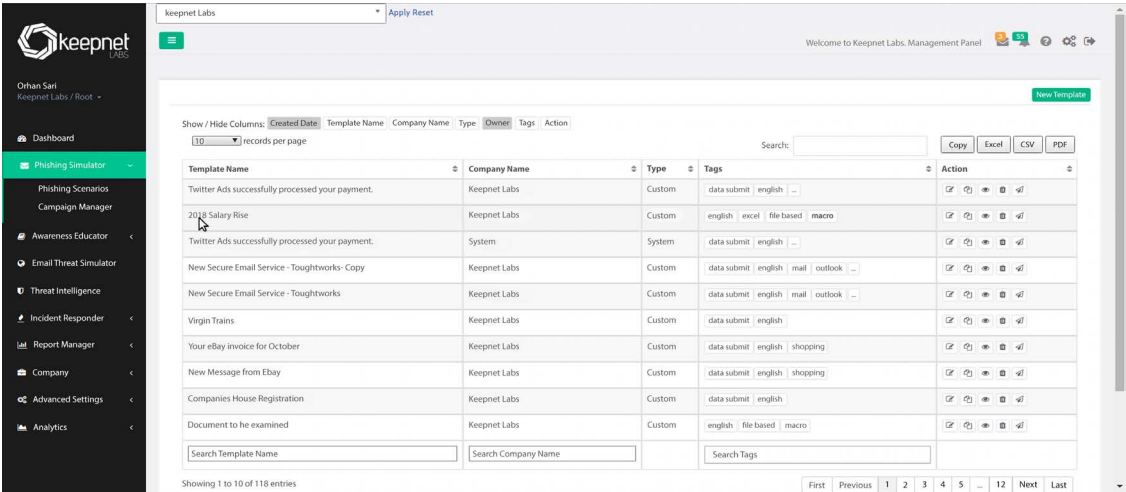 keepnet Labs Apply Reset
keepnet
LABS
Welcome to Keepnet Labs. Management Panel 3 55
Orhan Sari
Keepnet Labs / Root
New Template
Show / Hide Columns: Created Date Template Name Company Name Type Owner Tags Action
10 records per page
Search: Copy Excel CSV PDF
Dashboard
Phishing Simulator
Phishing Scenarios
Campaign Manager
Awareness Educator
Email Threat Simulator
Threat Intelligence
Incident Responder
Report Manager
Company
Advanced Settings
Analytics
Template Name Company Name Type Tags Action
Twitter Ads successfully processed your payment. Keepnet Labs Custom data submit english ...
2018 Salary Rise Keepnet Labs Custom english excel file based macro
Twitter Ads successfully processed your payment. System System data submit english ...
New Secure Email Service - Toughtworks- Copy Keepnet Labs Custom data submit english mail outlook ...
New Secure Email Service - Toughtworks Keepnet Labs Custom data submit english mail outlook ...
Virgin Trains Keepnet Labs Custom data submit english
Your eBay invoice for October Keepnet Labs Custom data submit english shopping
New Message from Ebay Keepnet Labs Custom data submit english shopping
Companies House Registration Keepnet Labs Custom data submit english
Document to he examined Keepnet Labs Custom english file based macro
Search Template Name Search Company Name Search Tags
Showing 1 to 10 of 118 entries First Previous 1 2 3 4 5 ... 12 Next Last